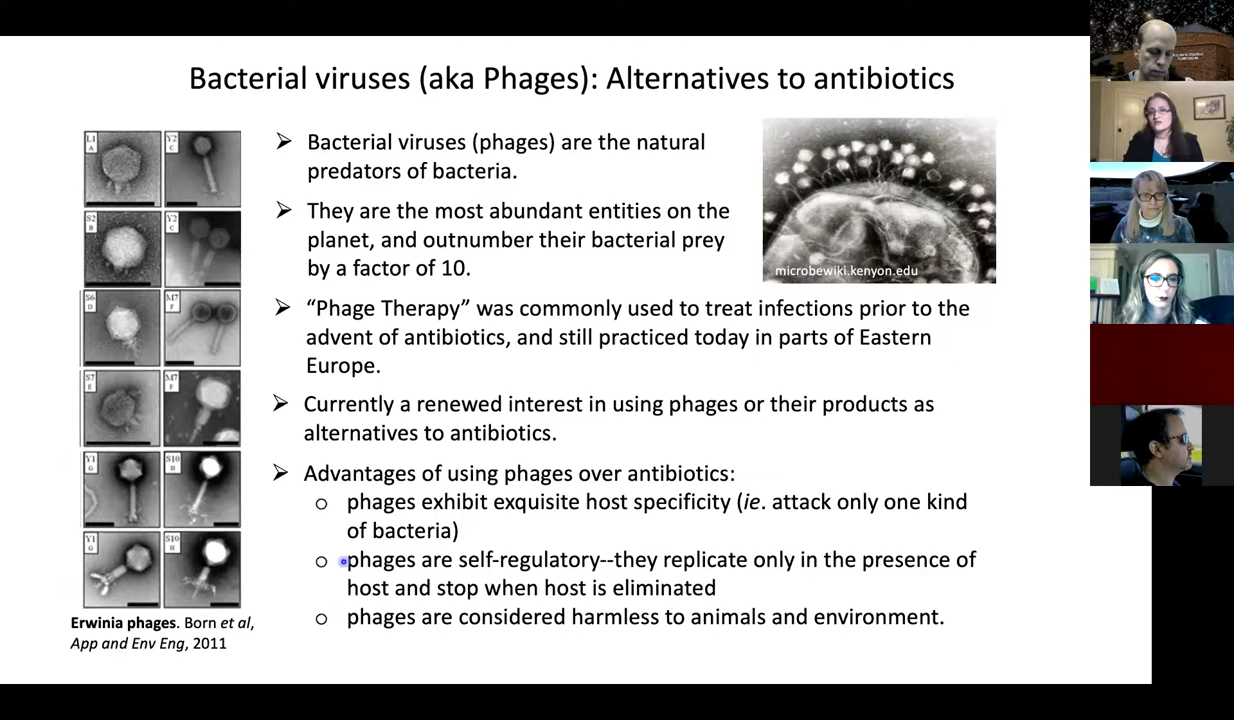 Bacterial viruses (aka Phages): Alternatives to antibiotics
➢ Bacterial viruses (phages) are the natural
predators of bacteria.
➢ They are the most abundant entities on the
planet, and outnumber their bacterial prey
by a factor of 10.
microbewiki.kenyon.edu
➢ “Phage Therapy” was commonly used to treat infections prior to the
advent of antibiotics, and still practiced today in parts of Eastern
Europe.
➢ Currently a renewed interest in using phages or their products as
alternatives to antibiotics.
➢ Advantages of using phages over antibiotics:
o phages exhibit exquisite host specificity (ie. attack only one kind
of bacteria)
o phages are self-regulatory--they replicate only in the presence of
host and stop when host is eliminated
o phages are considered harmless to animals and environment.
L1
A
Y2
C
S2
B
Y2
C
S6
D
M7
F
S7
E
M7
F
Y1
G
S10
H
Y1
G
S10
H
Erwinia phages. Born et al,
App and Env Eng, 2011